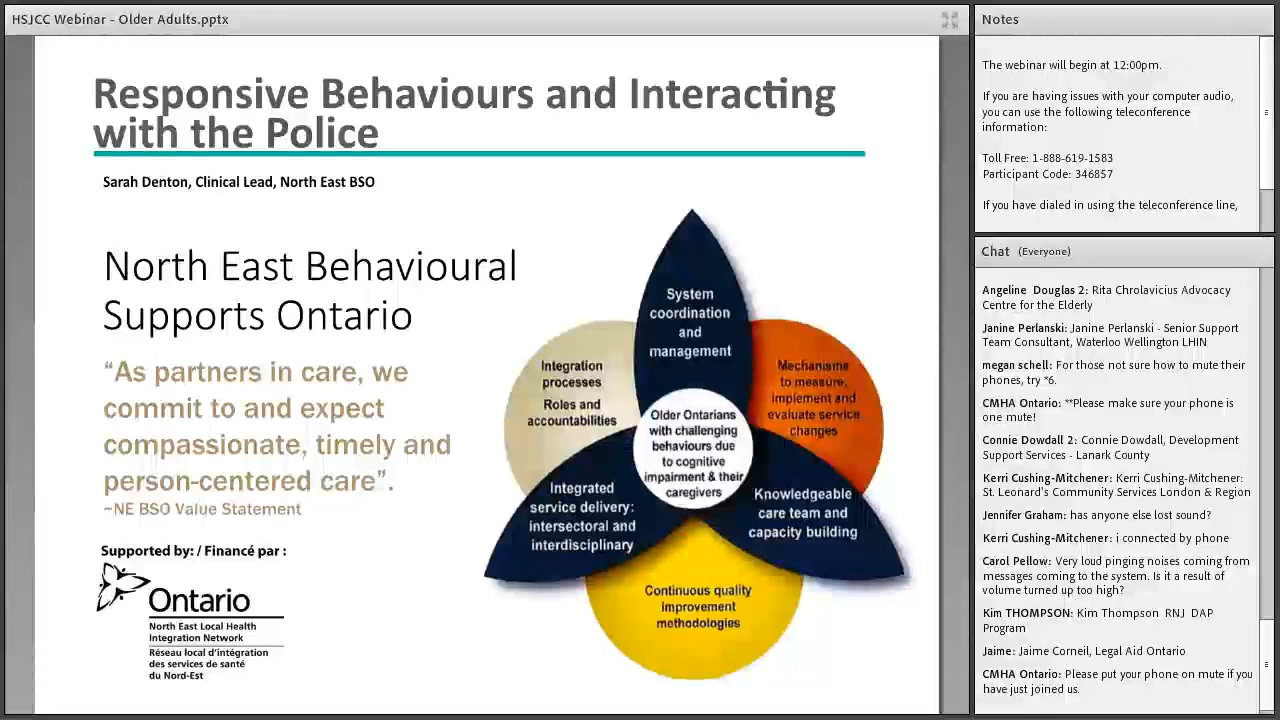 HSJCC Webinar - Older Adults.pptx
Responsive Behaviours and Interacting
with the Police
Sarah Denton, Clinical Lead, North East BSO
North East Behavioural
Supports Ontario
“As partners in care, we
commit to and expect
compassionate, timely and
person-centered care”.
~NE BSO Value Statement
Supported by: / Financé par :
Ontario
North East Local Health
Integration Network
Réseau local d'intégration
des services de santé
du Nord-Est
System
coordination
and
management
Integration
processes
Roles and
accountabilities
Mechanisms
to measure,
implement and
evaluate service
changes
Older Ontarians
with challenging
behaviours due
to cognitive
impairment & their
caregivers
Integrated
service delivery:
intersectoral and
interdisciplinary
Knowledgeable
care team and
capacity building
Continuous quality
improvement
methodologies
Notes
The webinar will begin at 12:00pm.
If you are having issues with your computer audio,
you can use the following teleconference
information:
Toll Free: 1-888-619-1583
Participant Code: 346857
If you have dialed in using the teleconference line,
Chat (Everyone)
Angeline Douglas 2: Rita Chrolavicius Advocacy
Centre for the Elderly
Janine Perlanski: Janine Perlanski - Senior Support
Team Consultant, Waterloo Wellington LHIN
megan schell: For those not sure how to mute their
phones, try *6.
CMHA Ontario: **Please make sure your phone is
one mute!
Connie Dowdall 2: Connie Dowdall, Development
Support Services - Lanark County
Kerri Cushing-Mitchener: Kerri Cushing-Mitchener:
St. Leonard's Community Services London & Region
Jennifer Graham: has anyone else lost sound?
Kerri Cushing-Mitchener: i connected by phone
Carol Pellow: Very loud pinging noises coming from
messages coming to the system. Is it a result of
volume turned up too high?
Kim THOMPSON: Kim Thompson RNJ DAP
Program
Jaime: Jaime Corneil, Legal Aid Ontario
CMHA Ontario: Please put your phone on mute if you
have just joined us.